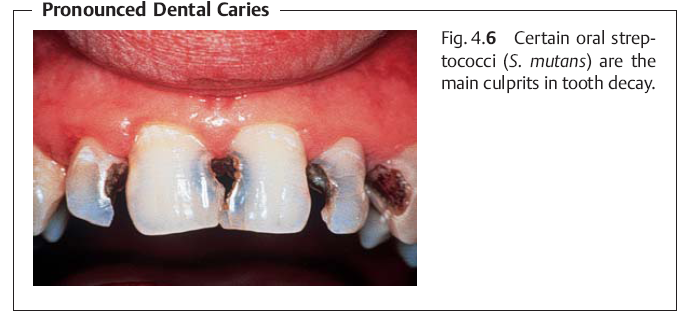 Pronounced Dental Caries
Fig. 4.6 Certain oral strep-
tococci (S. mutans) are the
main culprits in tooth decay.